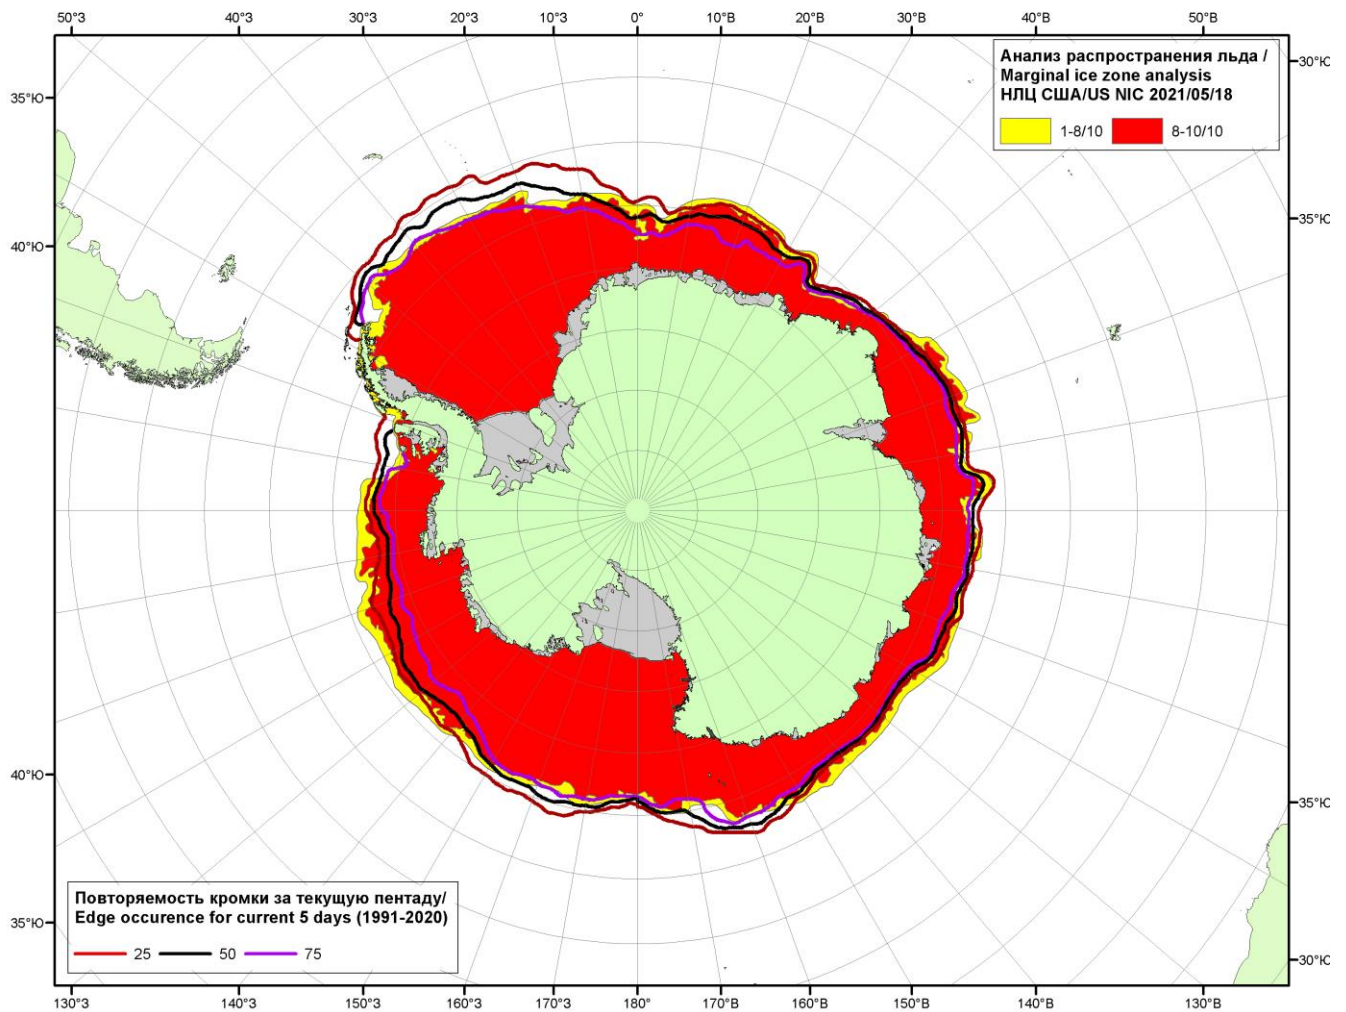 50°З 40°З 30°З 20°З 10°З 0° 10°В 20°В 30°В 40°В 50°В
Анализ распространения льда /
Marginal ice zone analysis
НЛЦ США/US NIC 2021/05/18
1-8/10 8-10/10
30°Ю
35°Ю
35°Ю
40°Ю
40°Ю
35°Ю
35°Ю
30°Ю
Повторяемость кромки за текущую пентаду/
Edge occurence for current 5 days (1991-2020)
25 50 75
130°З 140°З 150°З 160°З 170°З 180° 170°В 160°В 150°В 140°В 130°В